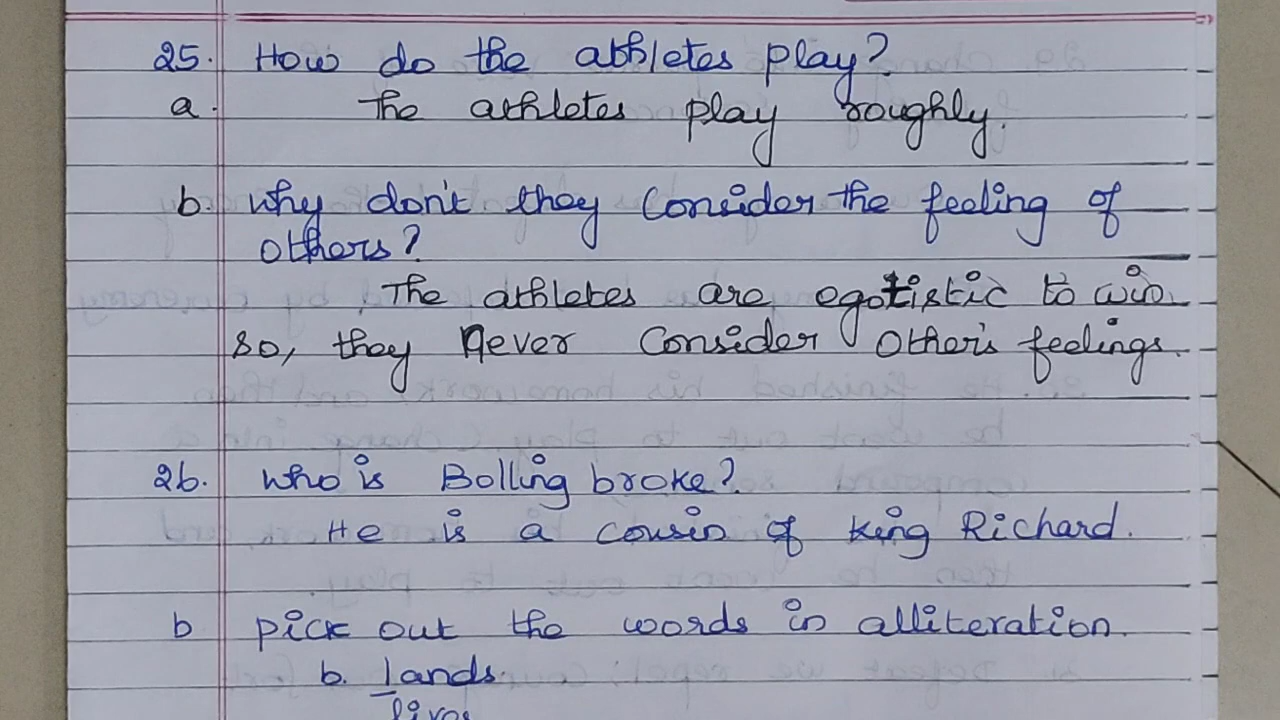 25. How do the athletes play?
a. The athletes play roughly.
b. why don't they Consider the feeling of
others?
The athletes are egotistic to win.
so, they never consider other's feelings.
26. who is Bolling broke?
He is a cousin of king Richard.
b pick out the words in alliteration.
b. lands